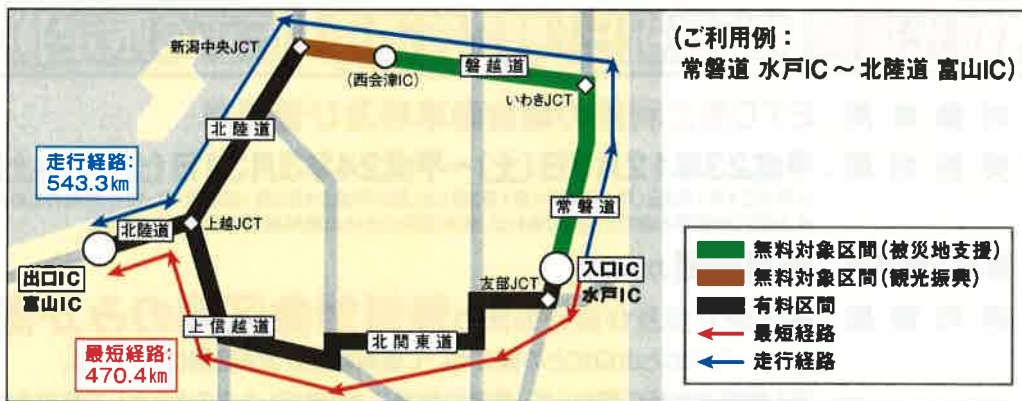 新潟中央JCT
(西会津IC)
磐越道
いわきJCT
北陸道
走行経路:
543.3km
常磐道
北陸道
上越JCT
出口IC
富山IC
友部JCT
入口IC
水戸IC
上信越道
北関東道
最短経路:
470.4km
(ご利用例:
常磐道 水戸IC~北陸道 富山IC)
無料対象区間(被災地支援)
無料対象区間(観光振興)
有料区間
最短経路
走行経路